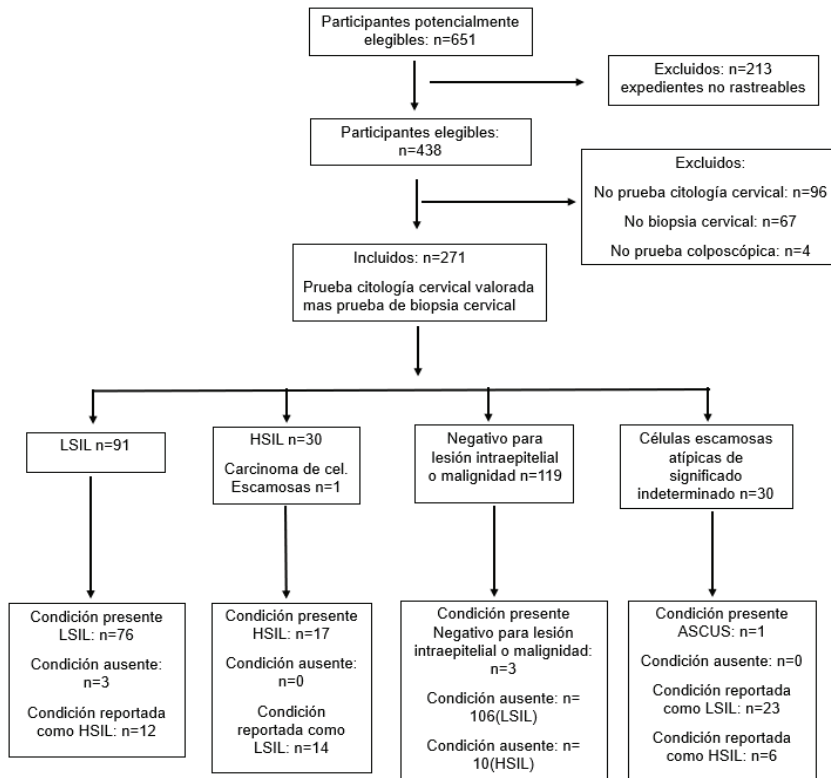 Participantes potencialmente
elegibles: n=651
Excluidos: n=213
expedientes no rastreables
Participantes elegibles:
n=438
Excluidos:
No prueba citología cervical: n=96
No biopsia cervical: n=67
No prueba colposcópica: n=4
Incluidos: n=271
Prueba citología cervical valorada
mas prueba de biopsia cervical
LSIL n=91
HSIL n=30
Carcinoma de cel.
Escamosas n=1
Negativo para
lesión intraepitelial
o malignidad n=119
Células escamosas
atípicas de
significado
indeterminado n=30
Condición presente
LSIL: n=76
Condición ausente:
n=3
Condición reportada
como HSIL: n=12
Condición presente
HSIL: n=17
Condición ausente:
n=0
Condición
reportada como
LSIL: n=14
Condición presente
Negativo para lesión
intraepitelial o malignidad:
n=3
Condición ausente: n=
106(LSIL)
Condición ausente: n=
10(HSIL)
Condición presente
ASCUS: n=1
Condición ausente: n=0
Condición reportada
como LSIL: n=23
Condición reportada
como HSIL: n=6